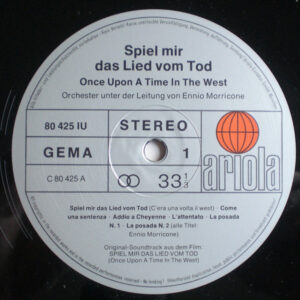 Spiel mir
das Lied vom Tod
Once Upon A Time In The West
Orchester unter der Leitung von Ennio Morricone
80 425 IU
STEREO
GEMA
1
C 80 425 A
33 1/3
ariola
Spiel mir das Lied vom Tod (C'era una volta il west) · Come
una sentenza · Addio a Cheyenne · L'attentato · La posada
N. 1 · La posada N. 2 (alle Titel:
Ennio Morricone)
Original-Soundtrack aus dem Film:
SPIEL MIR DAS LIED VOM TOD
(Once Upon A Time In The West)